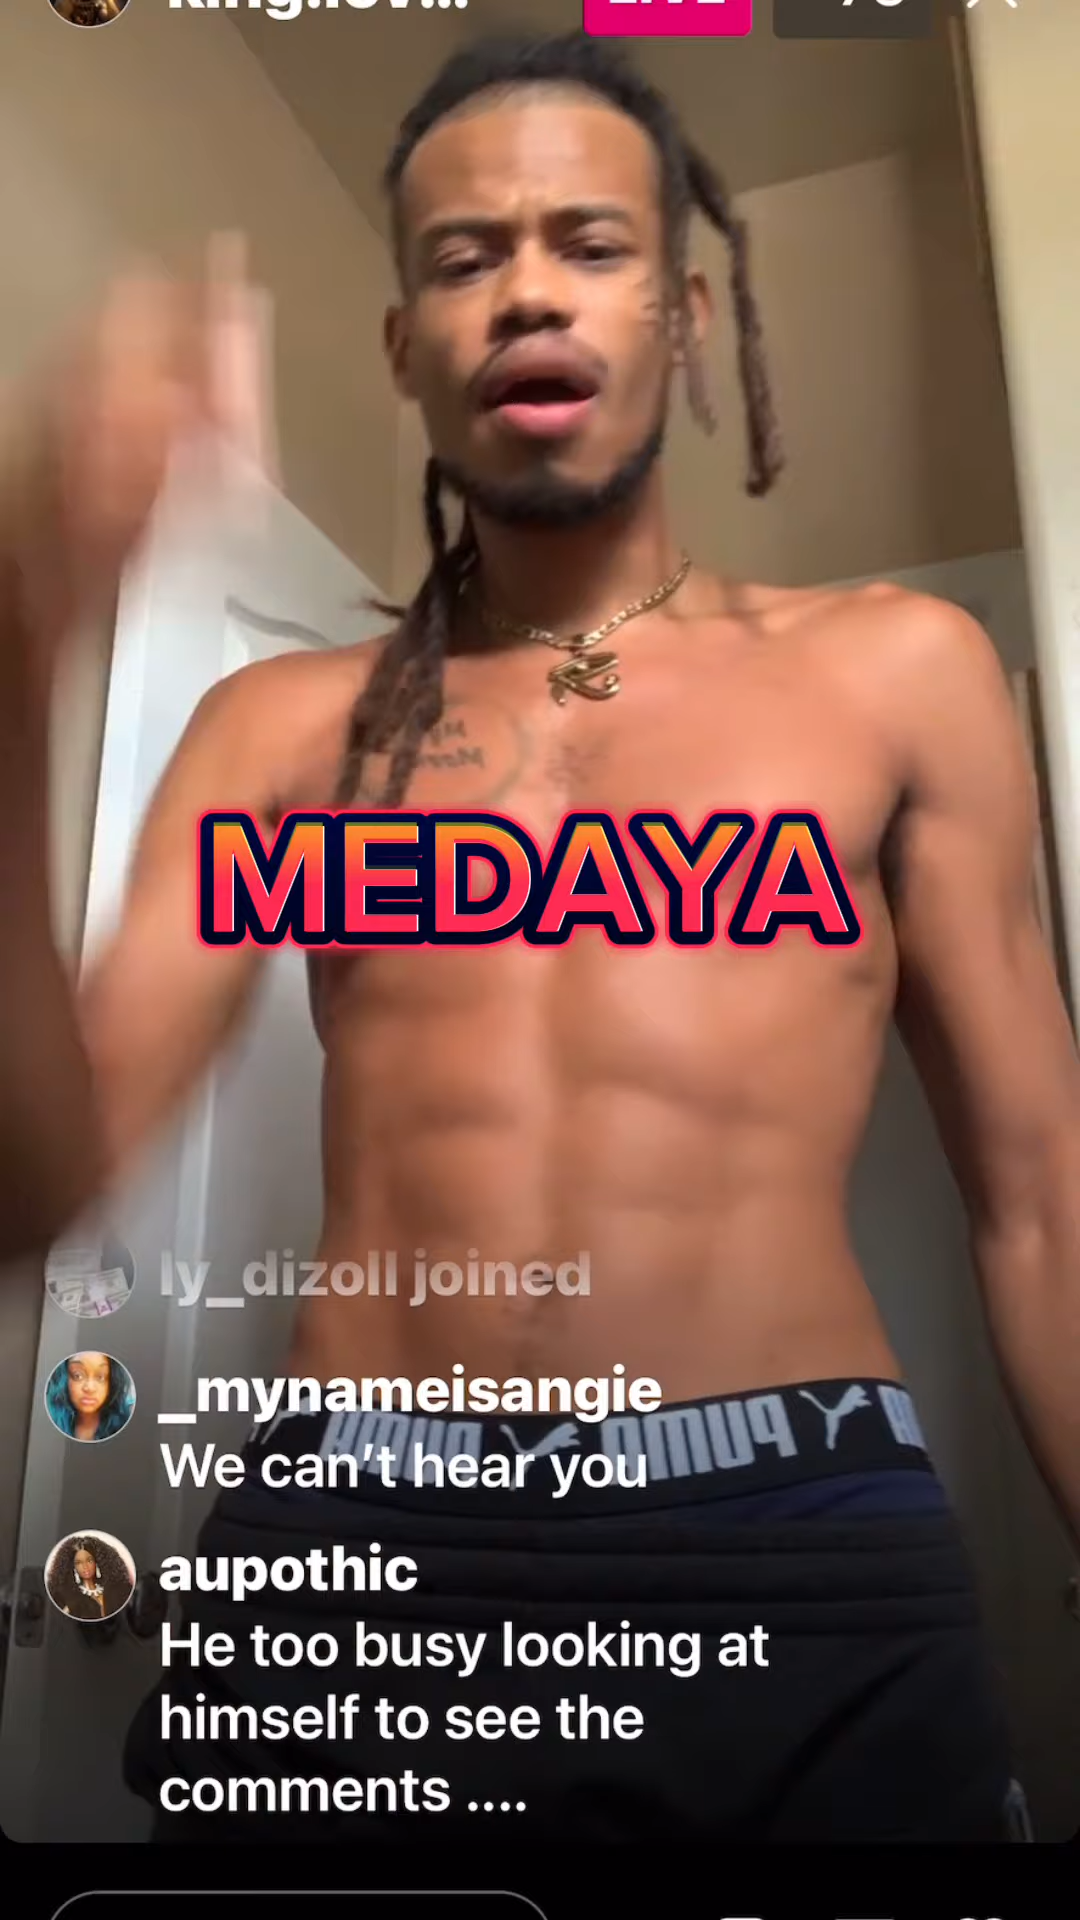 LIVE
MEDAYA
ly_dizoll joined
_mynameisangie
We can't hear you
PUMA PUMA
aupothic
He too busy looking at
himself to see the
comments ....